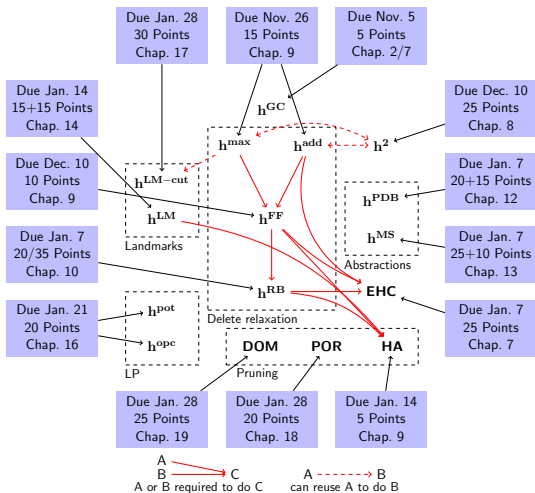 Due Jan. 28
30 Points
Chap. 17
Due Nov. 26
15 Points
Chap. 9
Due Nov. 5
5 Points
Chap. 2/7
Due Jan. 14
15+15 Points
Chap. 14
h^GC
Due Dec. 10
25 Points
Chap. 8
h^max
h^add
h^2
Due Dec. 10
10 Points
Chap. 9
h^LM−cut
h^LM
Landmarks
h^FF
h^PDB
h^MS
Abstractions
Due Jan. 7
20+15 Points
Chap. 12
Due Jan. 7
20/35 Points
Chap. 10
Due Jan. 7
25+10 Points
Chap. 13
h^RB
Delete relaxation
EHC
Due Jan. 21
20 Points
Chap. 16
h^pot
h^opc
LP
DOM
POR
HA
Pruning
Due Jan. 7
25 Points
Chap. 7
Due Jan. 28
25 Points
Chap. 19
Due Jan. 28
20 Points
Chap. 18
Due Jan. 14
5 Points
Chap. 9
A
B
C
A or B required to do C
A
B
can reuse A to do B